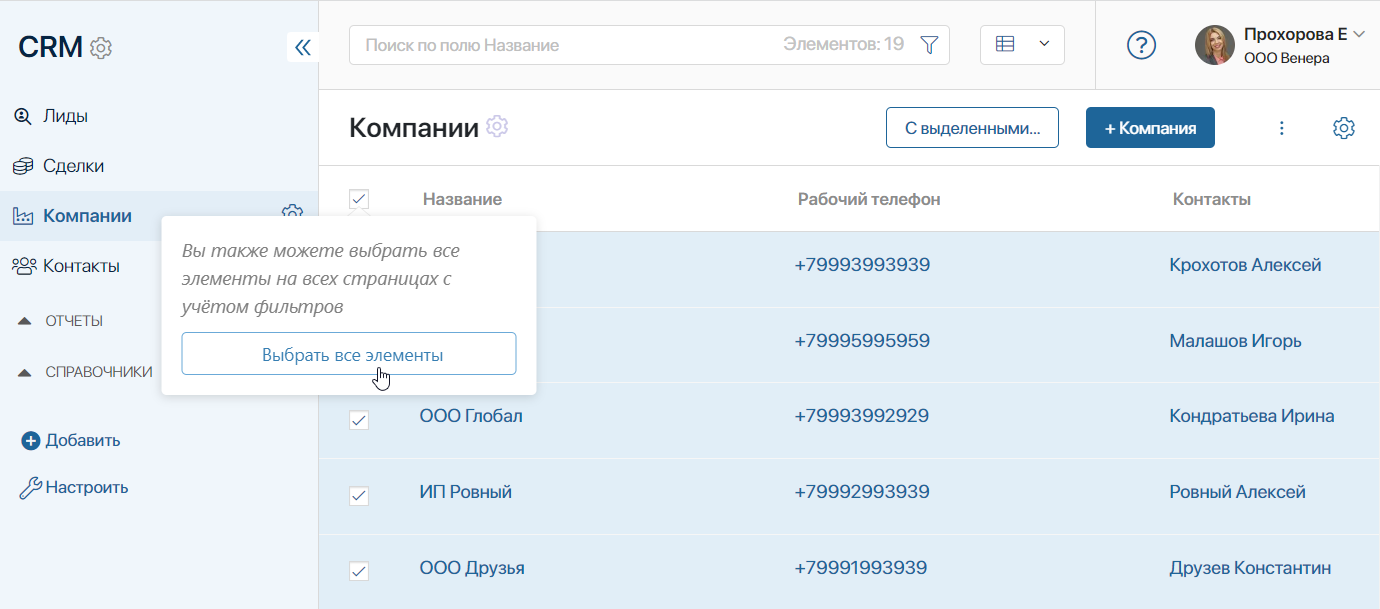 CRM
Лиды
Сделки
Компании
Контакты
ОТЧЕТЫ
СПРАВОЧНИКИ
Добавить
Настроить
Поиск по полю Название
Элементов: 19
?
Прохорова Е
ООО Венера
Компании
С выделенными...
+ Компания
Название
Рабочий телефон
Контакты
Вы также можете выбрать все
элементы на всех страницах с
учётом фильтров
Выбрать все элементы
+79993993939
Крохотов Алексей
+79995995959
Малашов Игорь
ООО Глобал
+79993992929
Кондратьева Ирина
ИП Ровный
+79992993939
Ровный Алексей
ООО Друзья
+79991993939
Друзев Константин